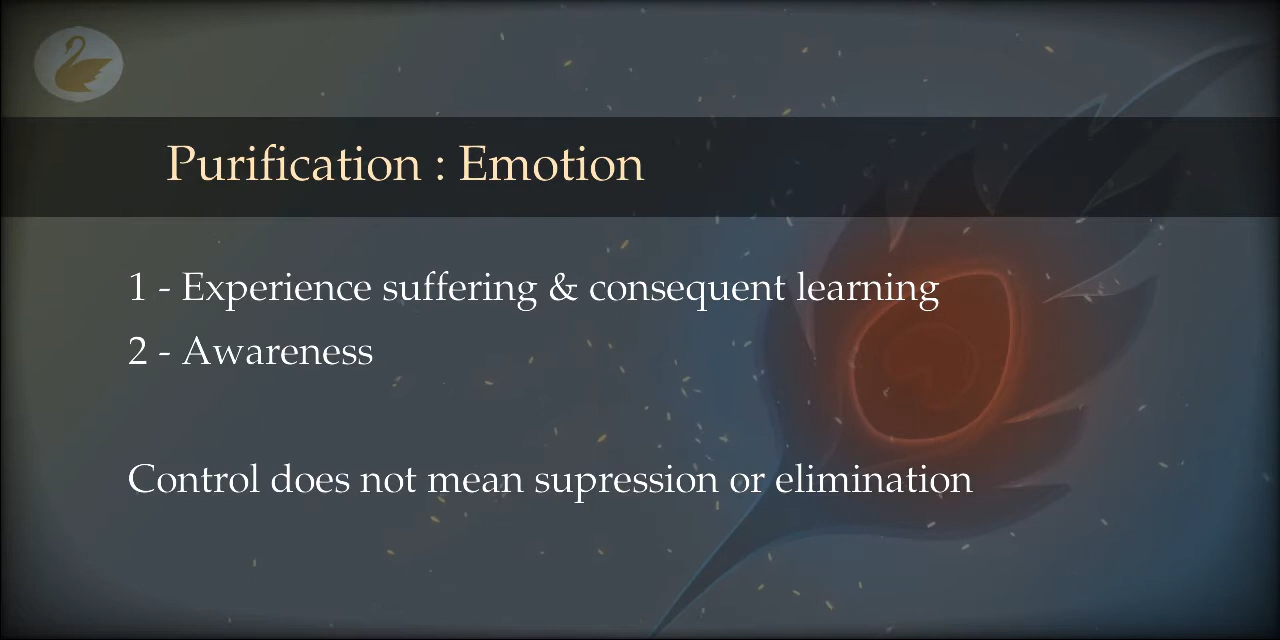 Purification : Emotion
1 - Experience suffering & consequent learning
2 - Awareness
Control does not mean supression or elimination